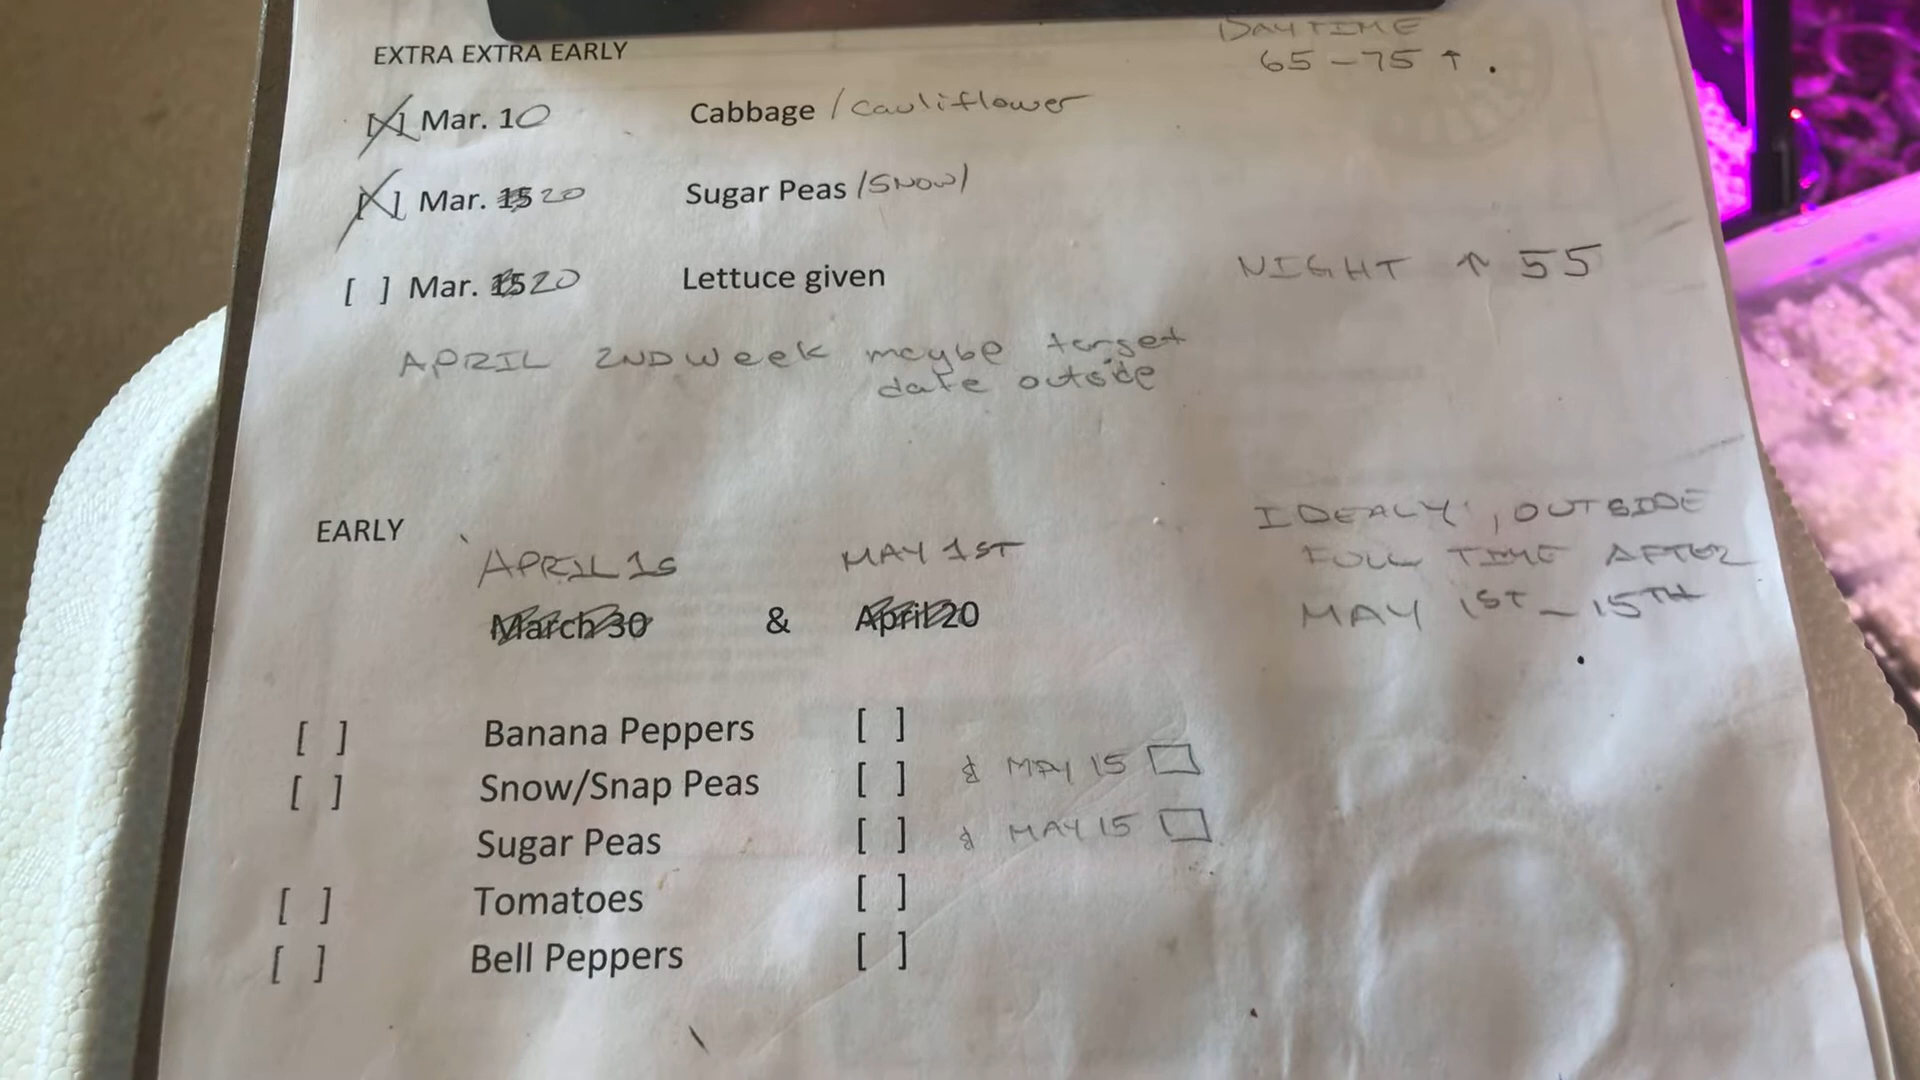 DAYTIME
EXTRA EXTRA EARLY
65-75 ↑ .
[ ] Mar. 10 Cabbage / cauliflower
[ ] Mar. 15 20 Sugar Peas /SNOW/
[ ] Mar. 15 20 Lettuce given
NIGHT ↑ 55
APRIL 2ND Week maybe target
date outside
EARLY
IDEALY, OUTSIDE
APRIL 1s MAY 1ST
FULL TIME AFTER
March 30 & April 20
MAY 1ST - 15TH
[ ] Banana Peppers [ ]
[ ] Snow/Snap Peas [ ] & MAY 15
Sugar Peas [ ] & MAY 15
[ ] Tomatoes [ ]
[ ] Bell Peppers [ ]